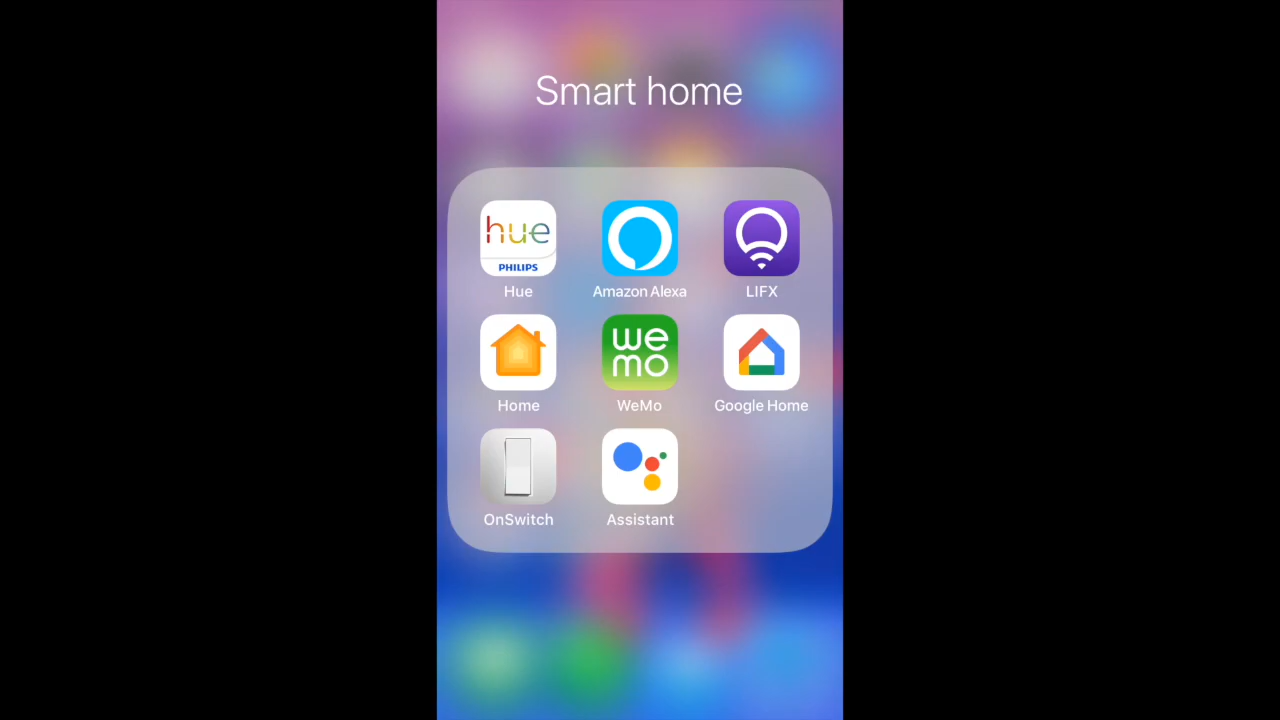 Smart home
hue
PHILIPS
Hue
Amazon Alexa
LIFX
Home
we
mo
WeMo
Google Home
OnSwitch
Assistant